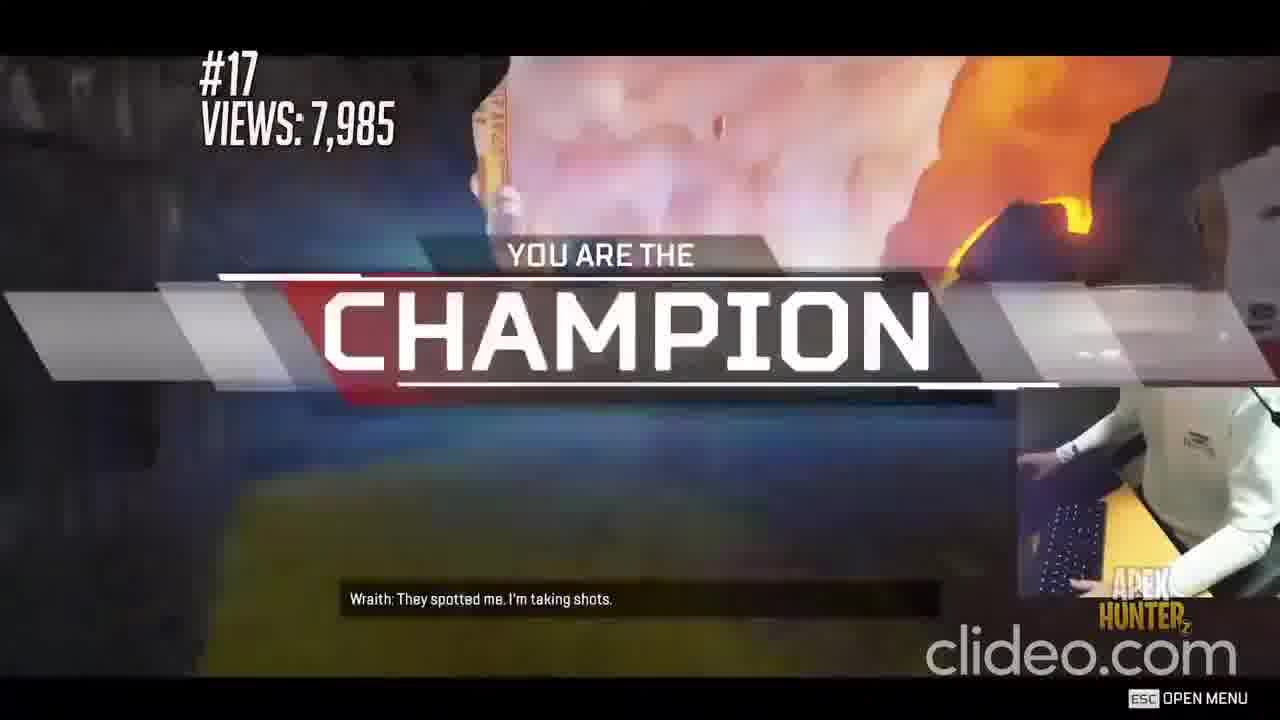 #17
VIEWS: 7,985
YOU ARE THE
CHAMPION
Wraith: They spotted me. I'm taking shots.
APEX
HUNTERZ
clideo.com
ESC OPEN MENU